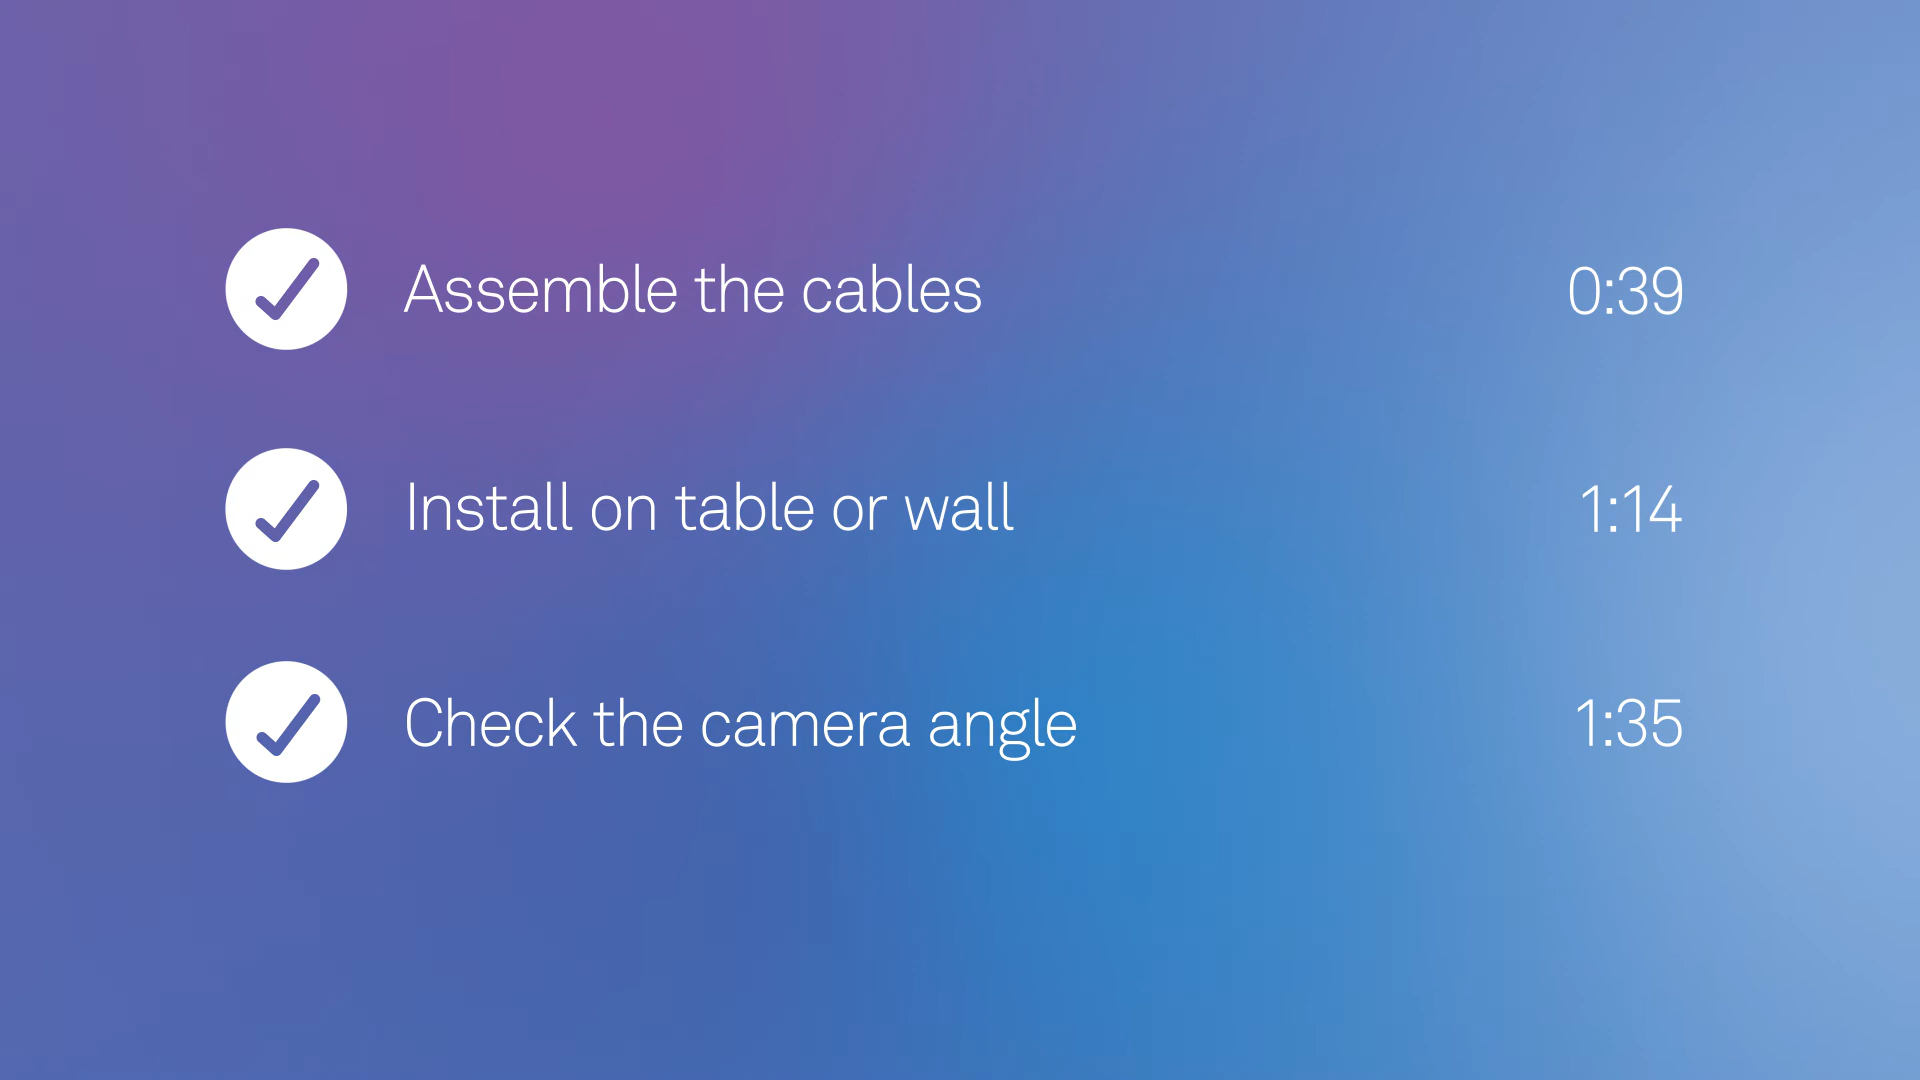 Assemble the cables 0:39
Install on table or wall 1:14
Check the camera angle 1:35